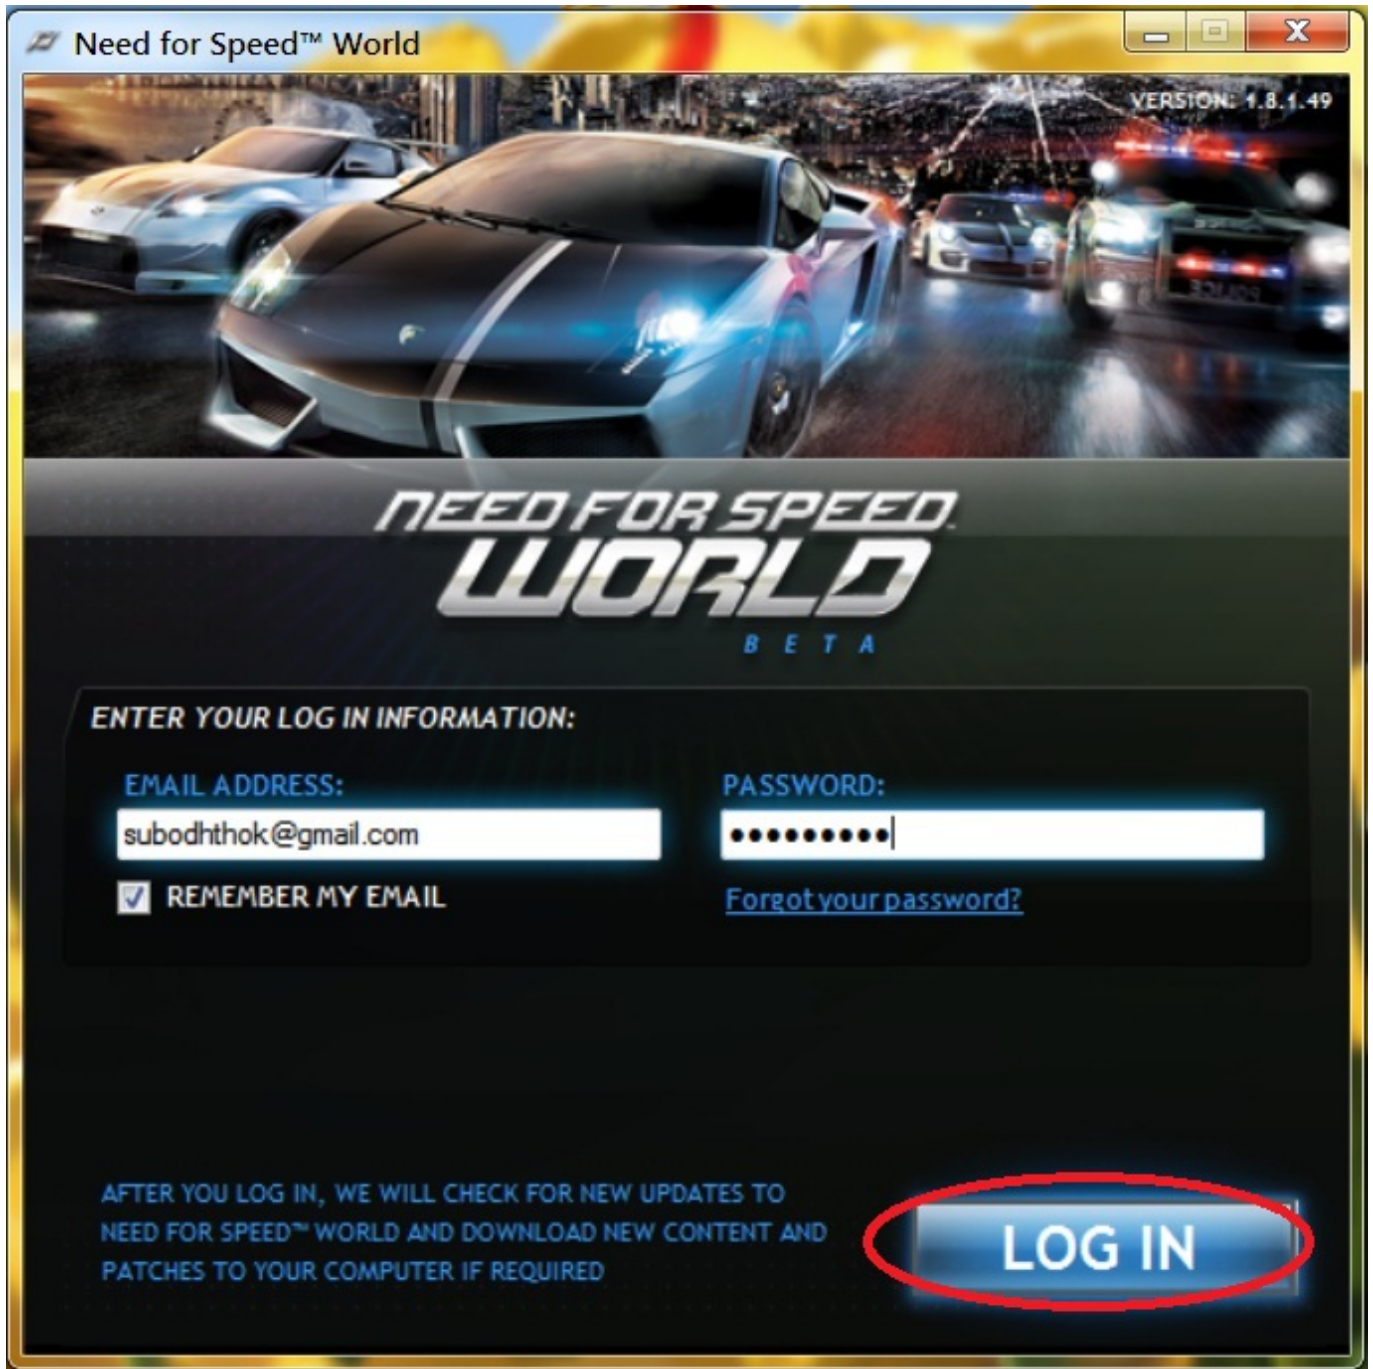 Need for Speed™ World
VERSION: 1.8.1.49
POLICE
NEED FOR SPEED
WORLD
BETA
ENTER YOUR LOG IN INFORMATION:
EMAIL ADDRESS:
PASSWORD:
subodhthok@gmail.com
•••••••••
REMEMBER MY EMAIL
Forgot your password?
AFTER YOU LOG IN, WE WILL CHECK FOR NEW UPDATES TO
NEED FOR SPEED™ WORLD AND DOWNLOAD NEW CONTENT AND
PATCHES TO YOUR COMPUTER IF REQUIRED
LOG IN